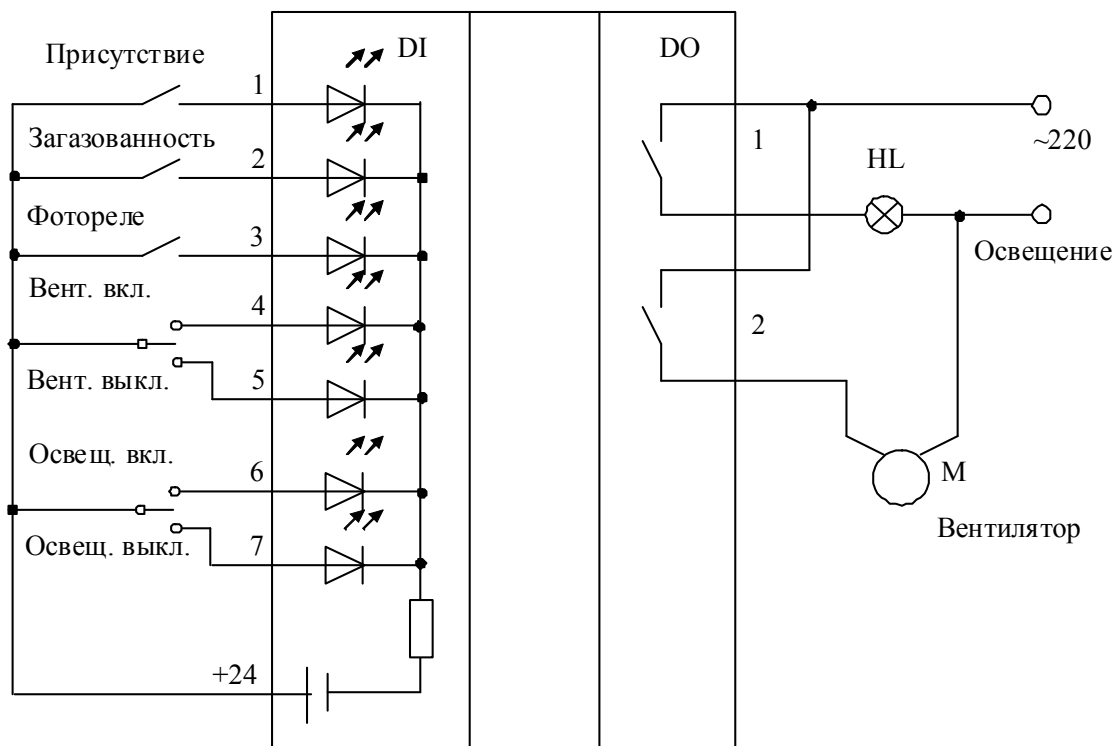 DI
DO
Присутствие
1
Загазованность
2
Фотореле
3
Вент. вкл.
4
Вент. выкл.
5
Освещ. вкл.
6
Освещ. выкл.
7
+24
1
HL
~220
Освещение
2
М
Вентилятор